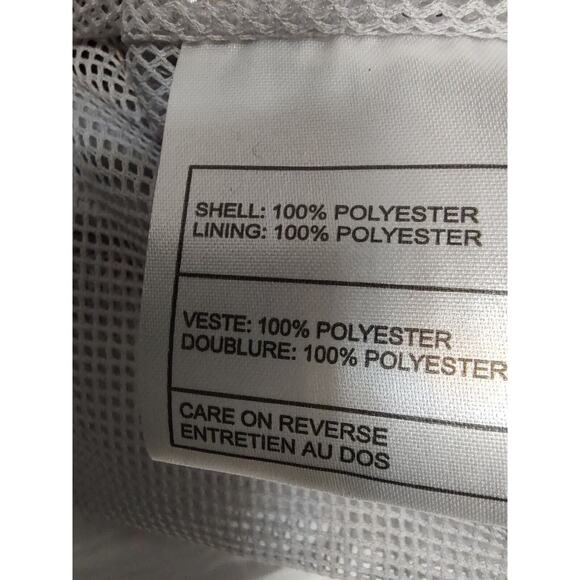 SHELL: 100% POLYESTER
LINING: 100% POLYESTER
VESTE: 100% POLYESTER
DOUBLURE: 100% POLYESTER
CARE ON REVERSE
ENTRETIEN AU DOS